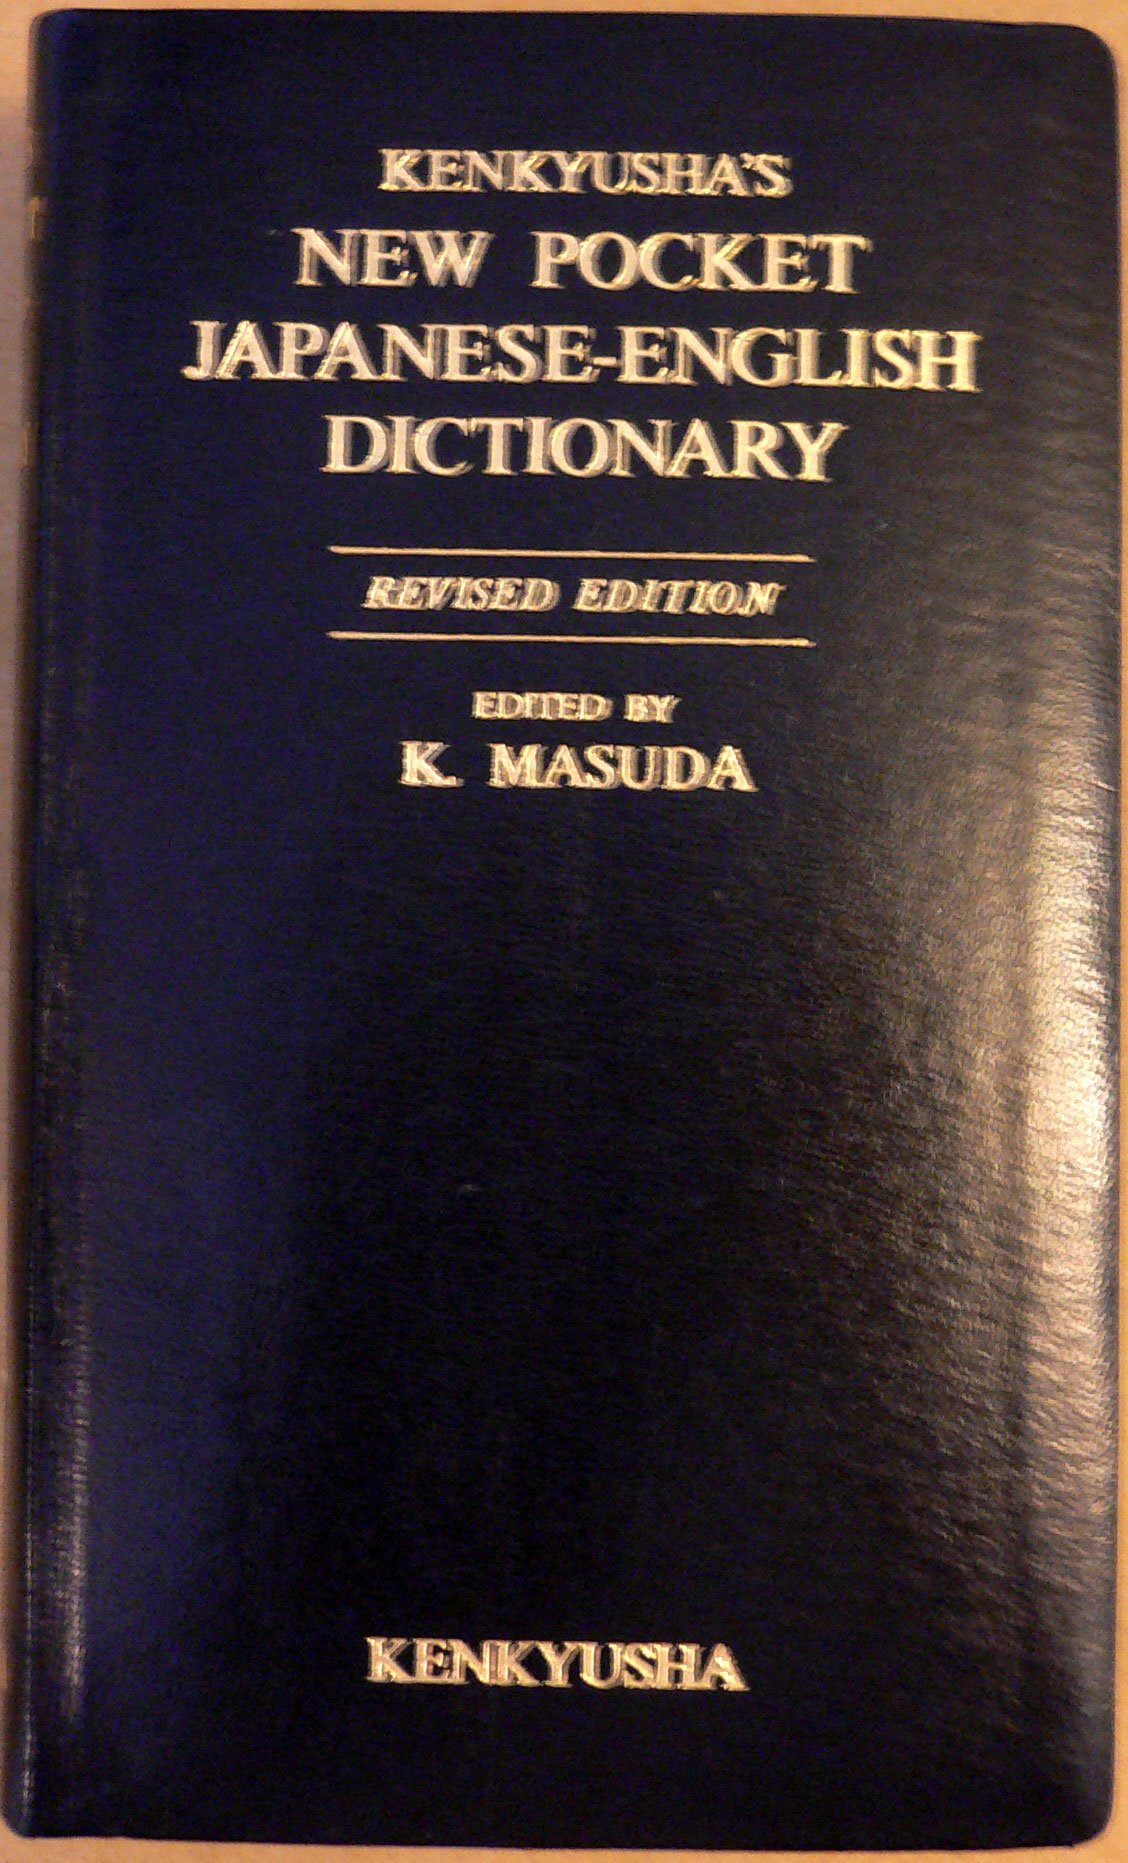 KENKYUSHA'S
NEW POCKET
JAPANESE-ENGLISH
DICTIONARY
REVISED EDITION
EDITED BY
K. MASUDA
KENKYUSHA